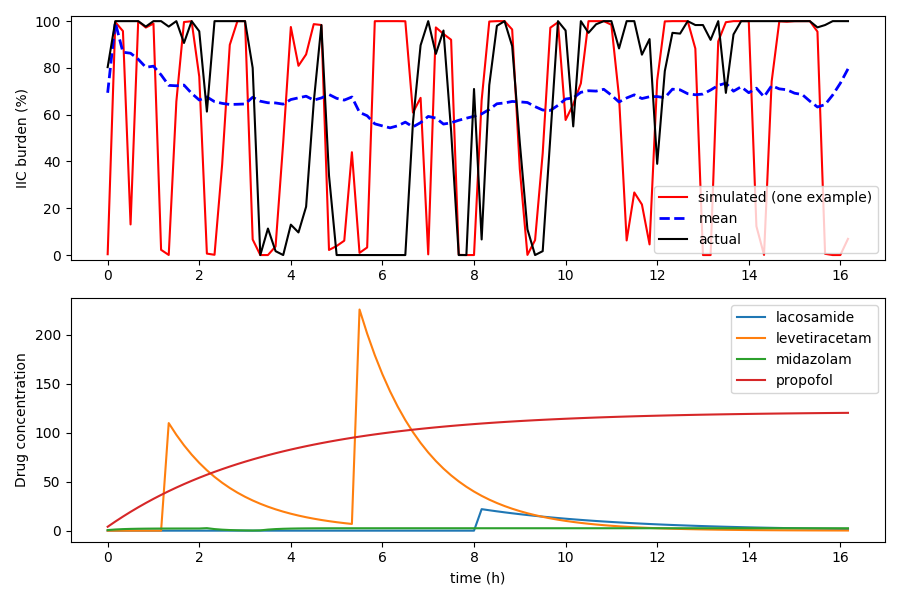 IIC burden (%)
100
80
60
40
20
0
simulated (one example)
mean
actual
0 2 4 6 8 10 12 14 16
Drug concentration
200
150
100
50
0
lacosamide
levetiracetam
midazolam
propofol
0 2 4 6 8 10 12 14 16
time (h)